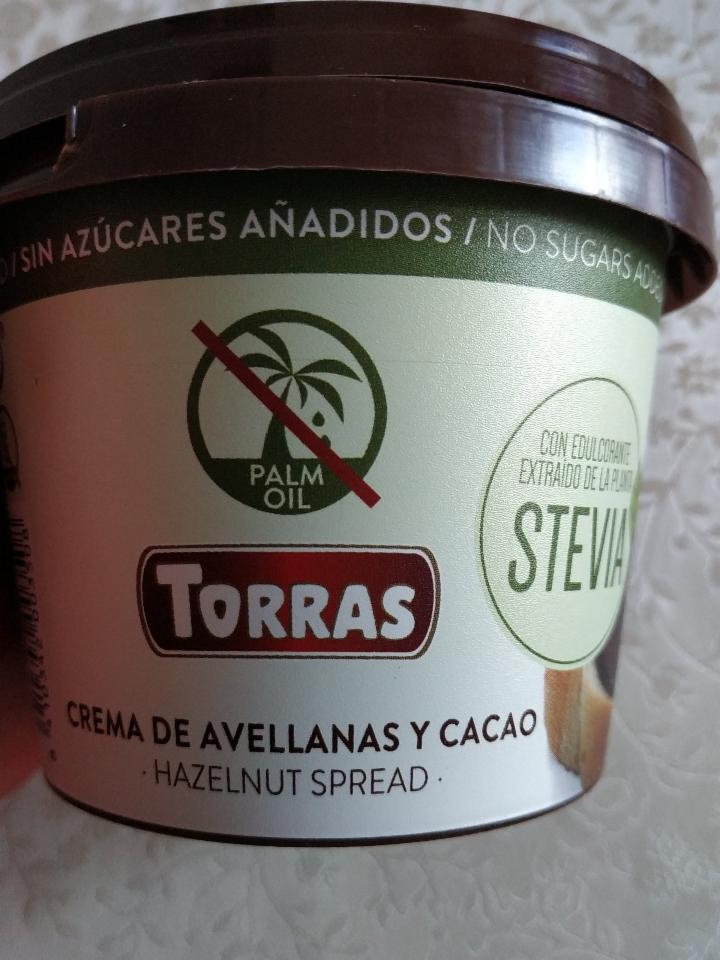 / SIN AZÚCARES AÑADIDOS / NO SUGARS ADDED
PALM
OIL
CON EDULCORANTE
EXTRAÍDO DE LA PLANTA
STEVIA
TORRAS
CREMA DE AVELLANAS Y CACAO
· HAZELNUT SPREAD ·